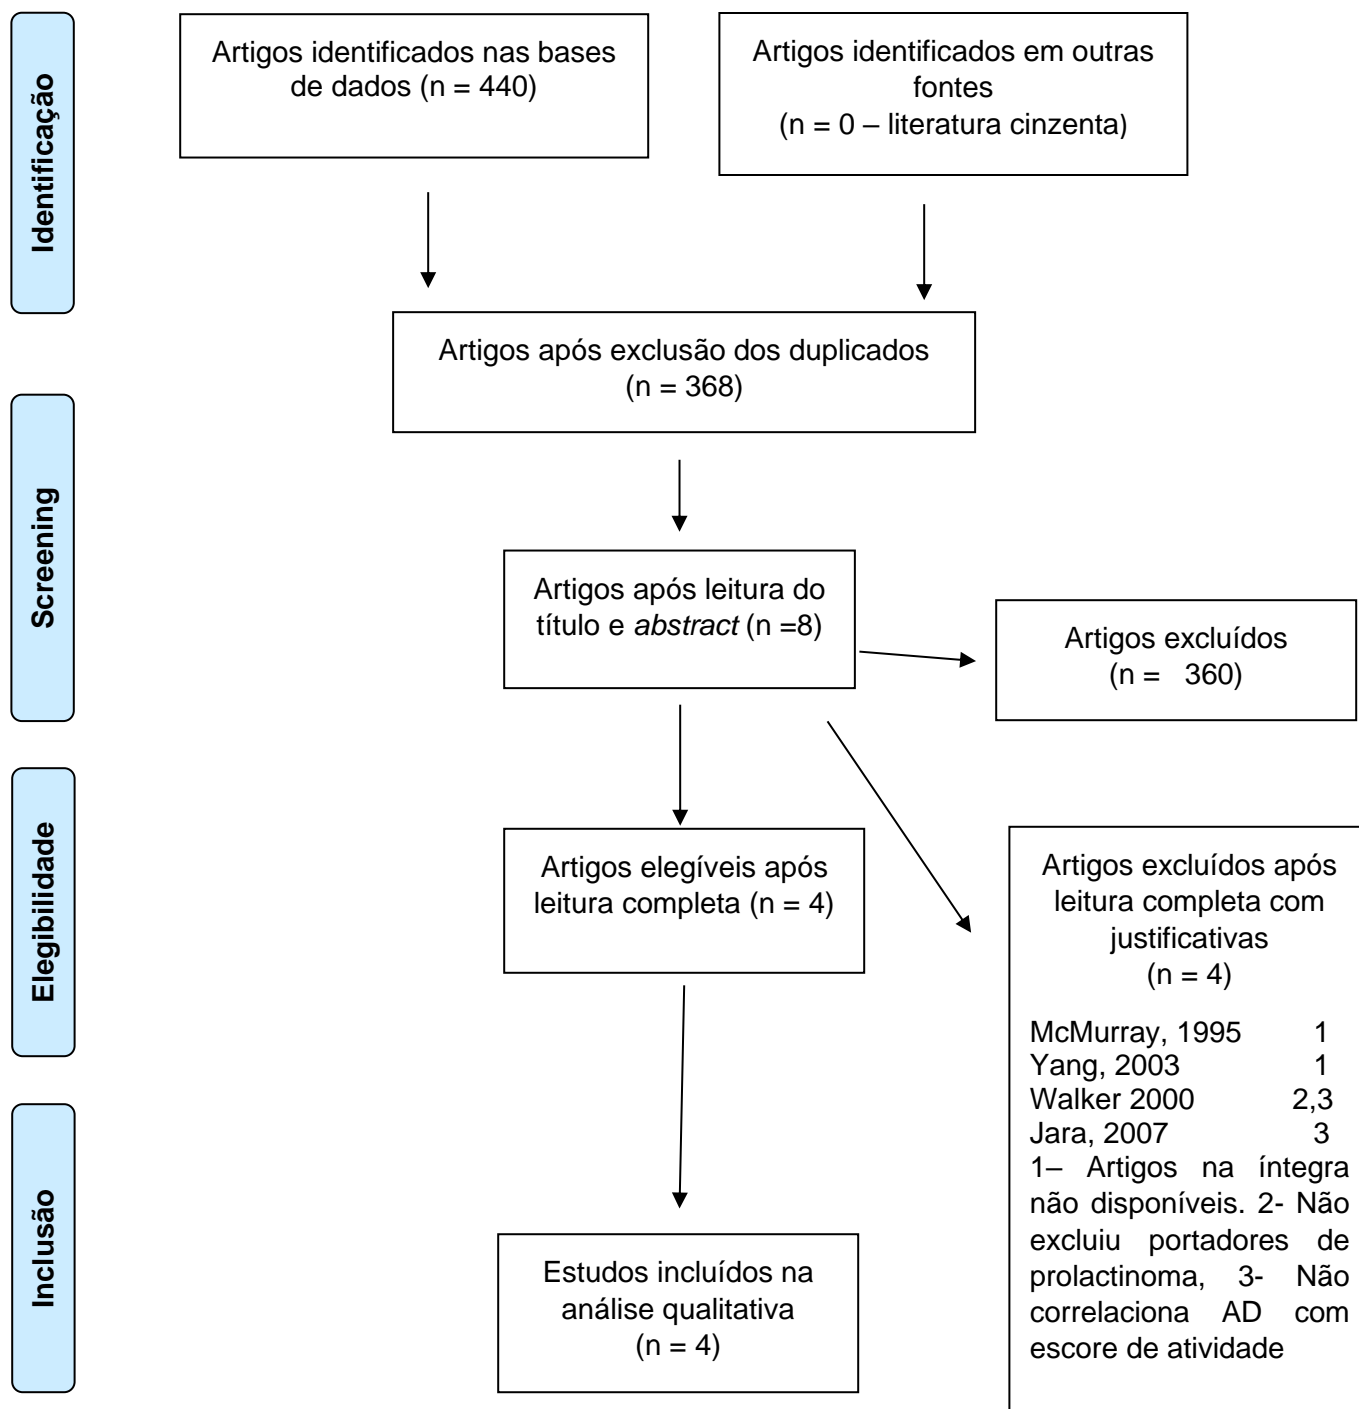 Identificação
Artigos identificados nas bases
de dados (n = 440)
Artigos identificados em outras
fontes
(n = 0 – literatura cinzenta)
Artigos após exclusão dos duplicados
(n = 368)
Screening
Artigos após leitura do
título e abstract (n =8)
Artigos excluídos
(n = 360)
Elegibilidade
Artigos elegíveis após
leitura completa (n = 4)
Artigos excluídos após
leitura completa com
justificativas
(n = 4)
McMurray, 1995 1
Yang, 2003 1
Walker 2000 2,3
Jara, 2007 3
1– Artigos na íntegra
não disponíveis. 2- Não
excluiu portadores de
prolactinoma, 3- Não
correlaciona AD com
escore de atividade
Inclusão
Estudos incluídos na
análise qualitativa
(n = 4)